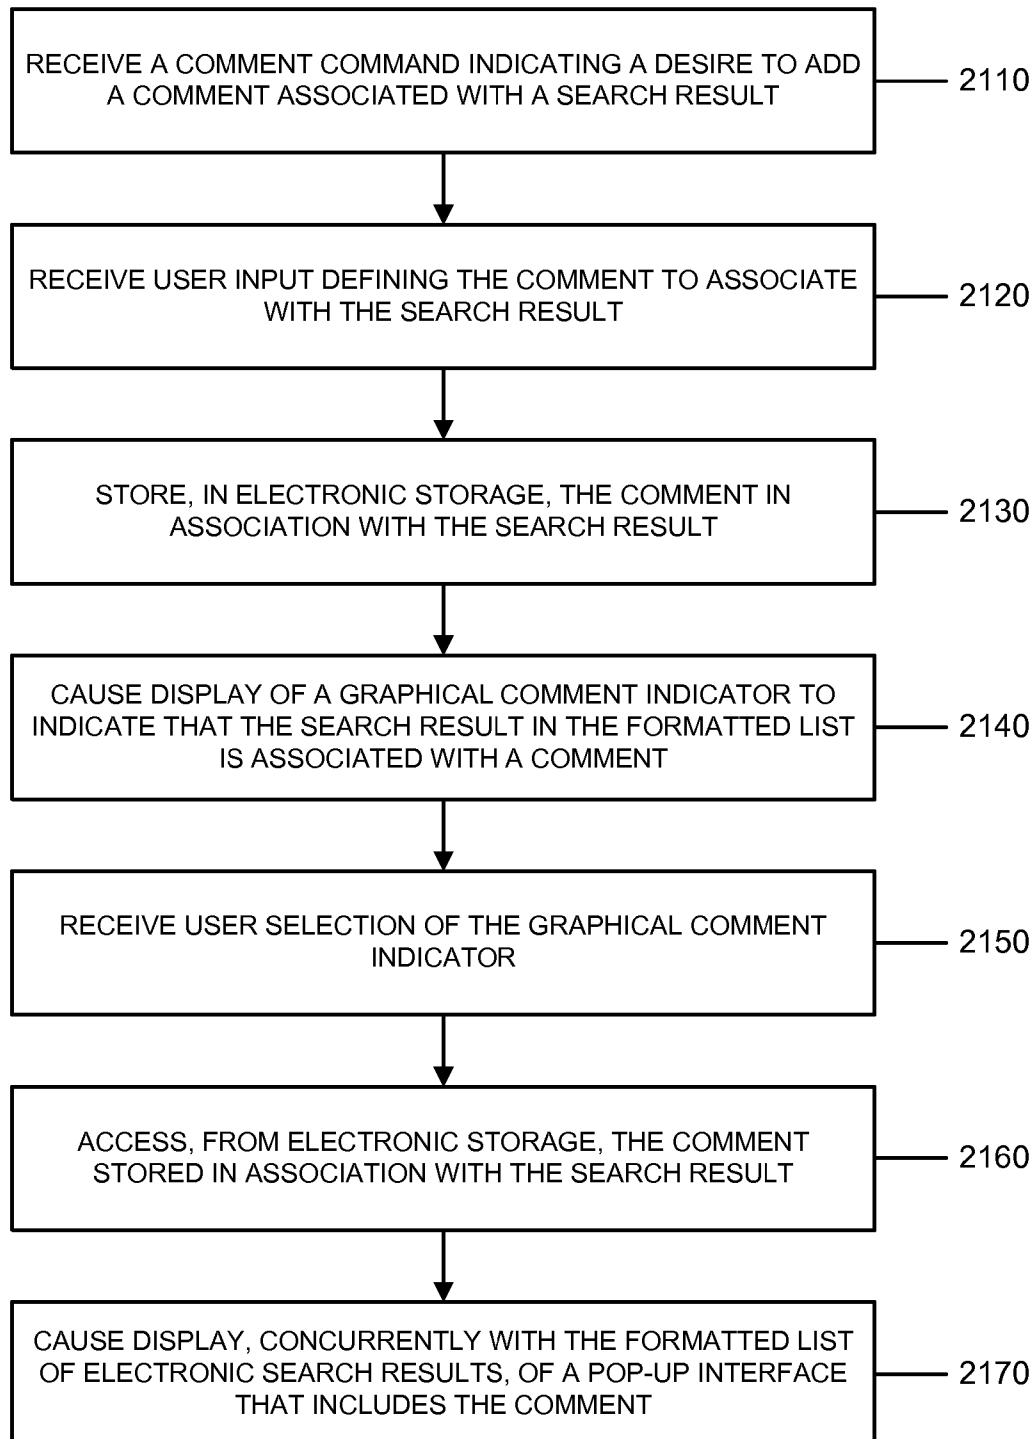 RECEIVE A COMMENT COMMAND INDICATING A DESIRE TO ADD
A COMMENT ASSOCIATED WITH A SEARCH RESULT
2110
RECEIVE USER INPUT DEFINING THE COMMENT TO ASSOCIATE
WITH THE SEARCH RESULT
2120
STORE, IN ELECTRONIC STORAGE, THE COMMENT IN
ASSOCIATION WITH THE SEARCH RESULT
2130
CAUSE DISPLAY OF A GRAPHICAL COMMENT INDICATOR TO
INDICATE THAT THE SEARCH RESULT IN THE FORMATTED LIST
IS ASSOCIATED WITH A COMMENT
2140
RECEIVE USER SELECTION OF THE GRAPHICAL COMMENT
INDICATOR
2150
ACCESS, FROM ELECTRONIC STORAGE, THE COMMENT
STORED IN ASSOCIATION WITH THE SEARCH RESULT
2160
CAUSE DISPLAY, CONCURRENTLY WITH THE FORMATTED LIST
OF ELECTRONIC SEARCH RESULTS, OF A POP-UP INTERFACE
THAT INCLUDES THE COMMENT
2170